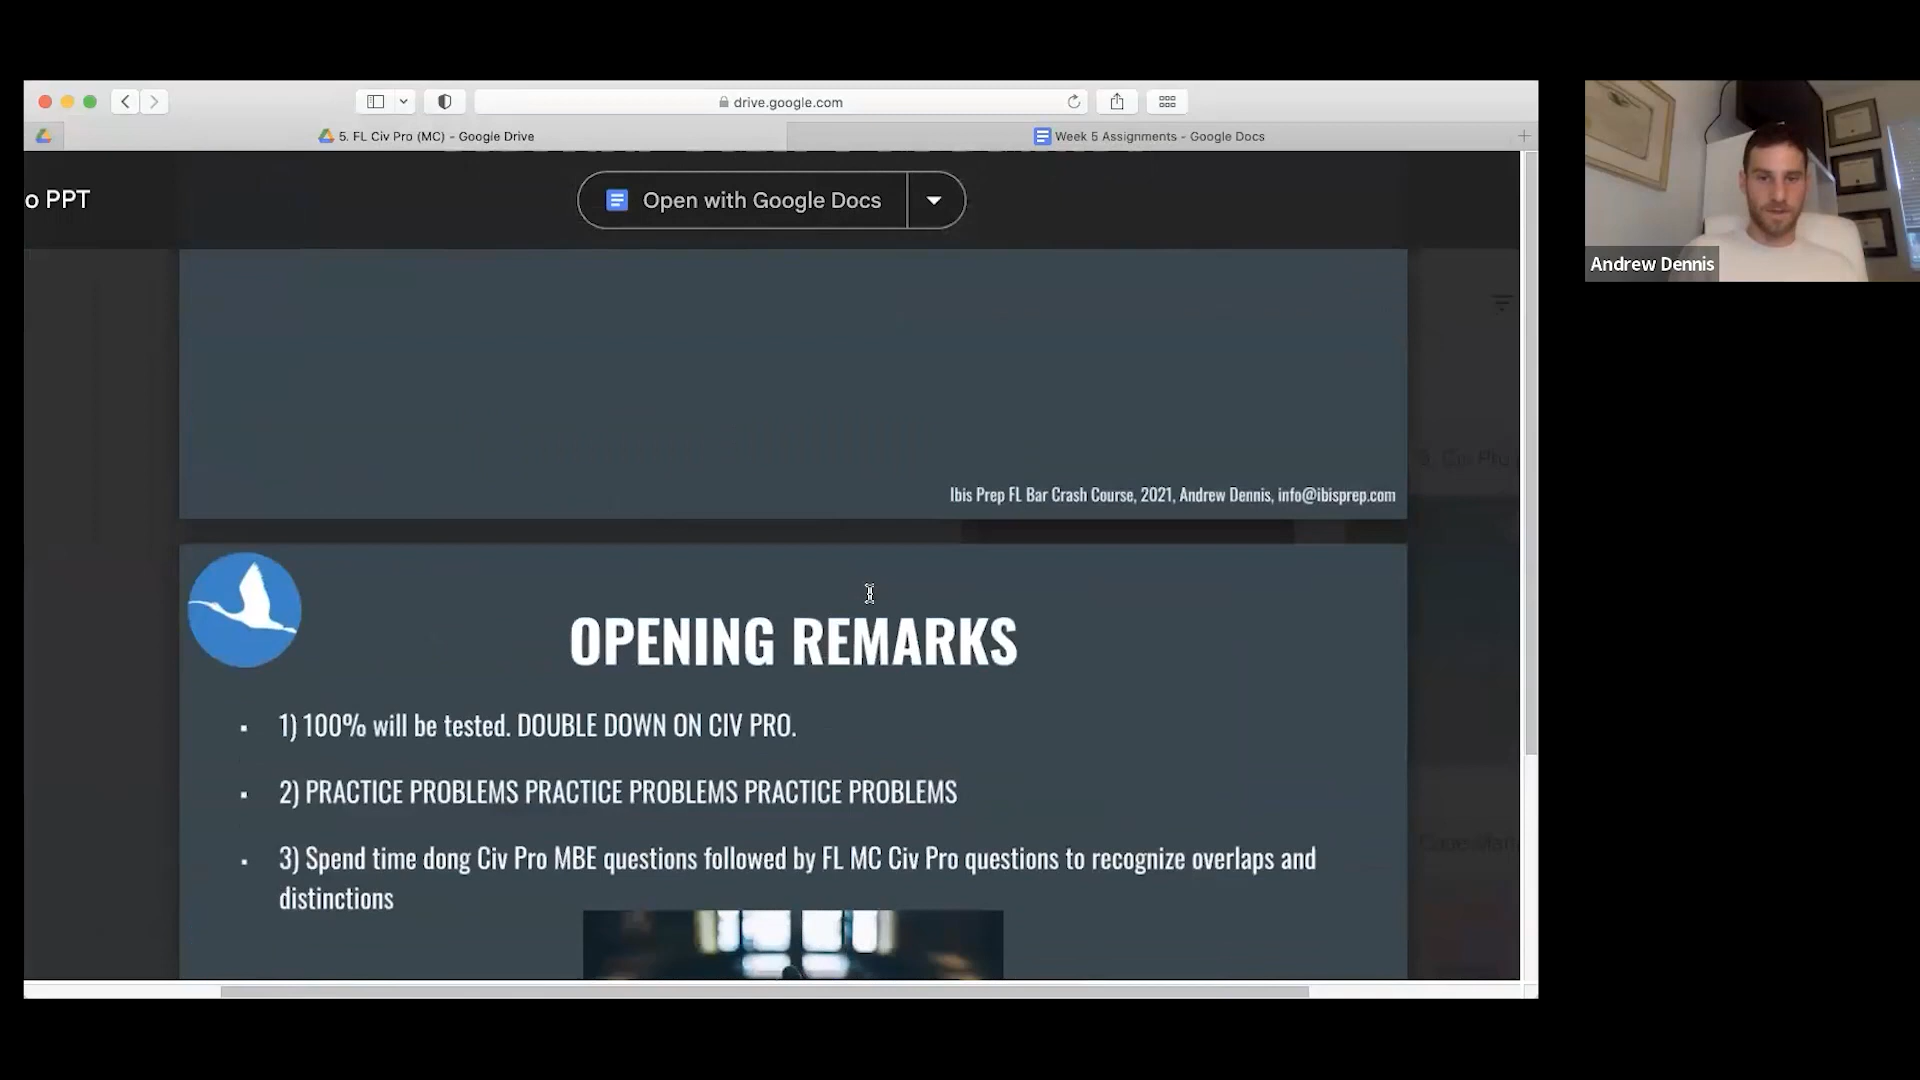 drive.google.com
5. FL Civ Pro (MC) - Google Drive
Week 5 Assignments - Google Docs
o PPT
Open with Google Docs
Ibis Prep FL Bar Crash Course, 2021, Andrew Dennis, info@ibisprep.com
OPENING REMARKS
1) 100% will be tested. DOUBLE DOWN ON CIV PRO.
2) PRACTICE PROBLEMS PRACTICE PROBLEMS PRACTICE PROBLEMS
3) Spend time dong Civ Pro MBE questions followed by FL MC Civ Pro questions to recognize overlaps and
distinctions
Andrew Dennis